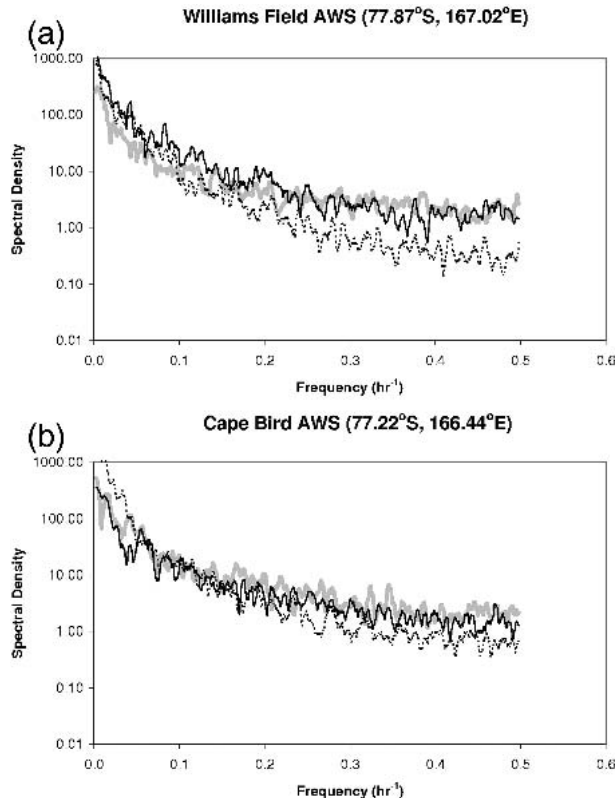 (a)
Williams Field AWS (77.87°S, 167.02°E)
Spectral Density
1000.00
100.00
10.00
1.00
0.10
0.01
0.0 0.1 0.2 0.3 0.4 0.5 0.6
Frequency (hr⁻¹)
(b)
Cape Bird AWS (77.22°S, 166.44°E)
Spectral Density
1000.00
100.00
10.00
1.00
0.10
0.01
0.0 0.1 0.2 0.3 0.4 0.5 0.6
Frequency (hr⁻¹)